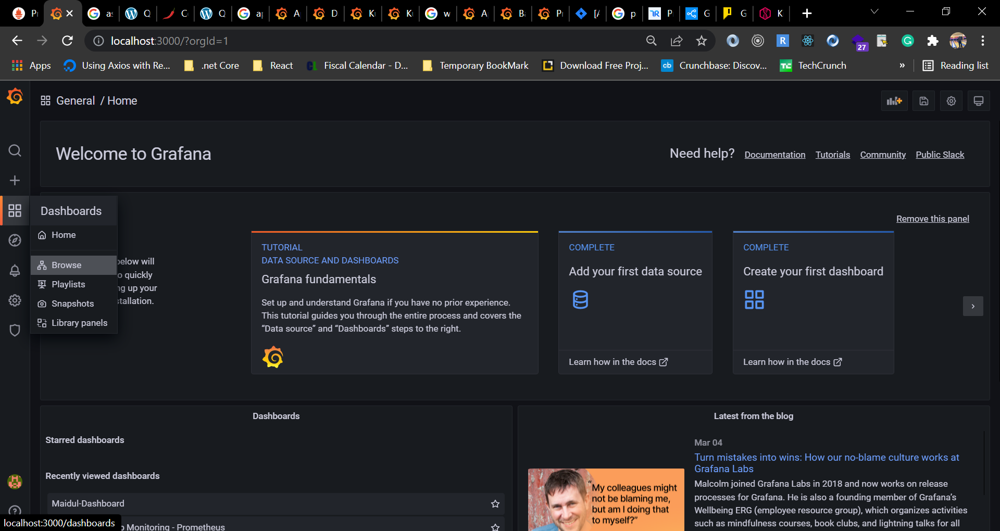 P
as
Q
C
Q
ap
A
D
K
K
w
A
B
Pr
[A
p
P
G
G
K
localhost:3000/?orgId=1
R
27
Apps
Using Axios with Re...
.net Core
React
CL
Fiscal Calendar - D...
Temporary BookMark
Download Free Proj...
cb
Crunchbase: Discov...
TechCrunch
»
Reading list
General / Home
Welcome to Grafana
Need help?
Documentation
Tutorials
Community
Public Slack
Dashboards
Home
Browse
Playlists
Snapshots
Library panels
below will
o quickly
ng up your
stallation.
Remove this panel
TUTORIAL
DATA SOURCE AND DASHBOARDS
Grafana fundamentals
Set up and understand Grafana if you have no prior experience.
This tutorial guides you through the entire process and covers the
“Data source” and “Dashboards” steps to the right.
COMPLETE
Add your first data source
Learn how in the docs
COMPLETE
Create your first dashboard
Learn how in the docs
Dashboards
Starred dashboards
Recently viewed dashboards
Maidul-Dashboard
Monitoring - Prometheus
Latest from the blog
Mar 04
Turn mistakes into wins: How our no-blame culture works at
Grafana Labs
Malcolm joined Grafana Labs in 2018 and now works on release
processes for Grafana. He is also a founding member of Grafana’s
Wellbeing ERG (employee resource group), which organizes activities
such as mindfulness courses, book clubs, and lightning talks for all
“My colleagues might
not be blaming me,
but am I doing that
to myself?”
localhost:3000/dashboards